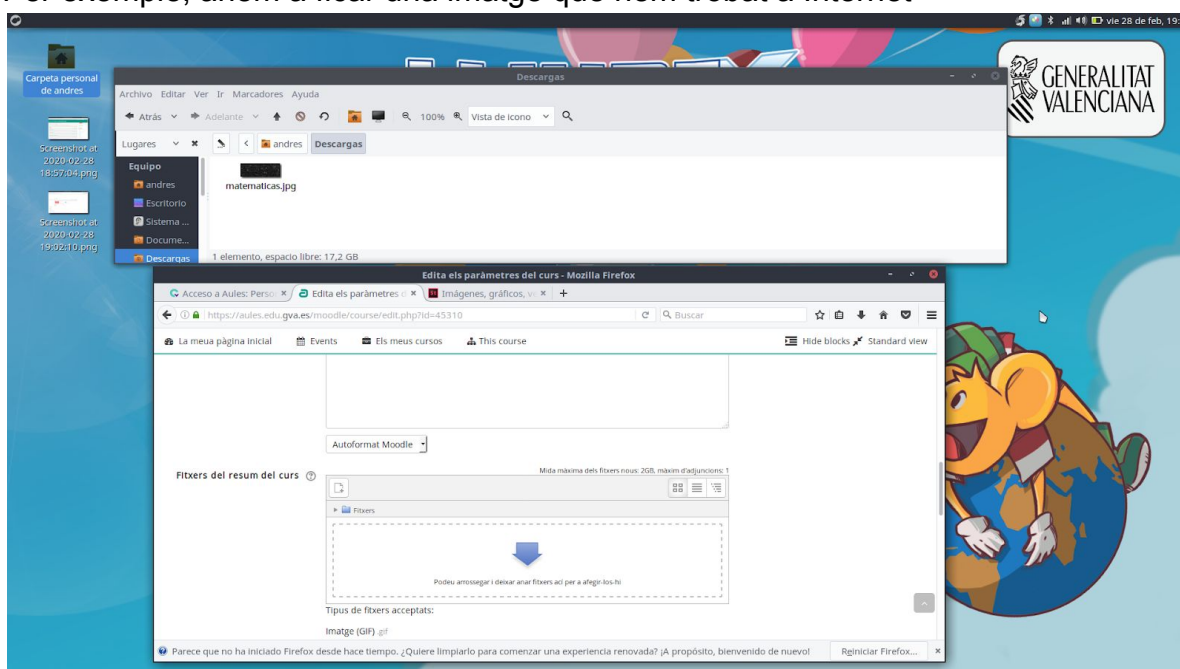 Per exemple, anem a ficar una imatge que hem trobat a Internet
vie 28 de feb, 19:
Carpeta personal
de andres
Screenshot at
2020-02-28
18:57:04.png
Screenshot at
2020-02-28
19:02:10.png
GENERALITAT
VALENCIANA
Descargas
Archivo Editar Ver Ir Marcadores Ayuda
Atrás Adelante 100% Vista de icono
Lugares andres Descargas
Equipo
andres
Escritorio
Sistema ...
Docume...
Descargas
matematicas.jpg
1 elemento, espacio libre: 17,2 GB
Edita els paràmetres del curs - Mozilla Firefox
Acceso a Aules: Perso Edita els paràmetres d Imágenes, gráficos, v
https://aules.edu.gva.es/moodle/course/edit.php?id=45310 Buscar
La meua pàgina inicial Events Els meus cursos This course Hide blocks Standard view
Autoformat Moodle
Mida màxima dels fitxers nous: 2GB, màxim d'adjuncions: 1
Fitxers del resum del curs
Fitxers
Podeu arrossegar i deixar anar fitxers ací per a afegir-los-hi
Tipus de fitxers acceptats:
Imatge (GIF) gif
Parece que no ha iniciado Firefox desde hace tiempo. ¿Quiere limpiarlo para comenzar una experiencia renovada? ¡A propósito, bienvenido de nuevo! Reiniciar Firefox...